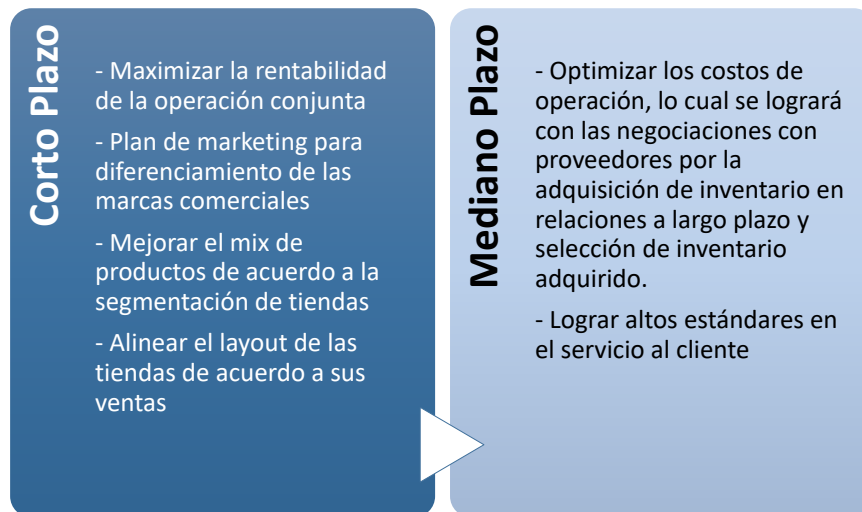 Corto Plazo
- Maximizar la rentabilidad
de la operación conjunta
- Plan de marketing para
diferenciamiento de las
marcas comerciales
- Mejorar el mix de
productos de acuerdo a la
segmentación de tiendas
- Alinear el layout de las
tiendas de acuerdo a sus
ventas
Mediano Plazo
- Optimizar los costos de
operación, lo cual se logrará
con las negociaciones con
proveedores por la
adquisición de inventario en
relaciones a largo plazo y
selección de inventario
adquirido.
- Lograr altos estándares en
el servicio al cliente